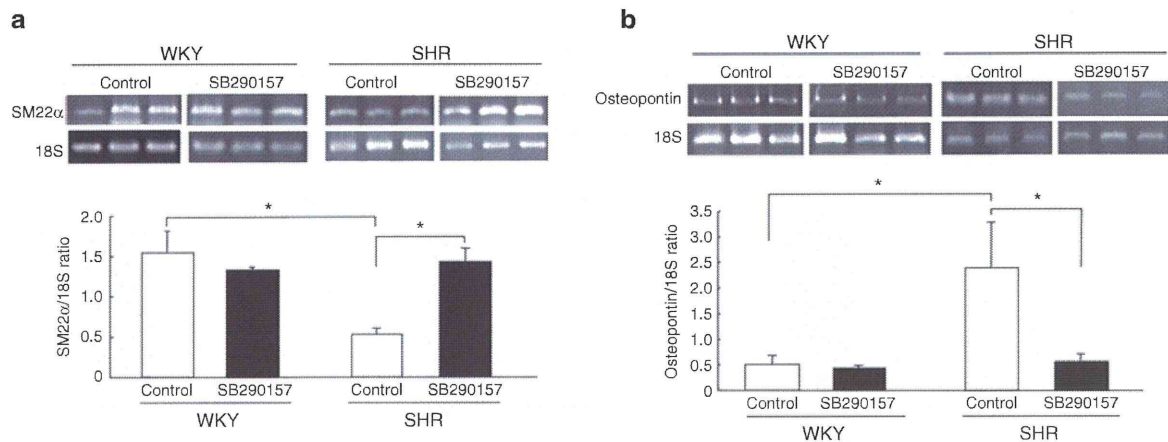 a
WKY SHR
Control SB290157 Control SB290157
SM22α
18S
*
*
SM22α/18S ratio
2.0
1.5
1.0
0.5
0
Control SB290157 Control SB290157
WKY SHR
b
WKY SHR
Control SB290157 Control SB290157
Osteopontin
18S
*
*
Osteopontin/18S ratio
3.5
3.0
2.5
2.0
1.5
1.0
0.5
0
Control SB290157 Control SB290157
WKY SHR